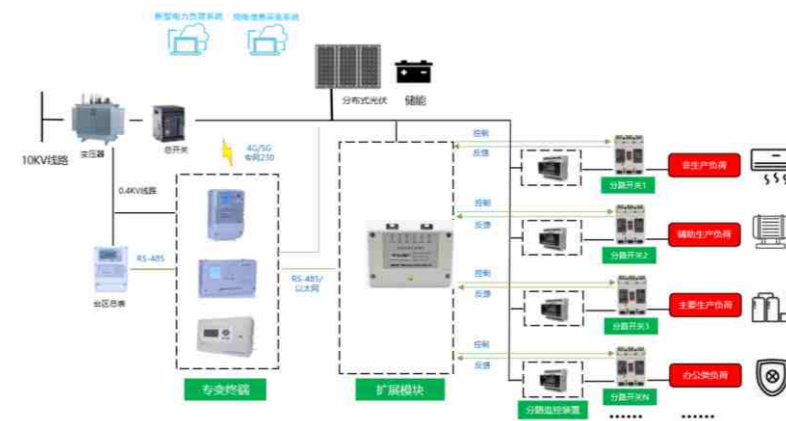 新型电力负荷系统
用电信息采集系统
分布式光伏
储能
10KV线路
变压器
总开关
4G/5G
专网230
0.4KV线路
RS-485
台区总表
RS-485/
以太网
专变终端
扩展模块
控制
反馈
分路开关1
非生产负荷
控制
反馈
分路开关2
辅助生产负荷
控制
反馈
分路开关3
主要生产负荷
控制
反馈
分路开关N
办公类负荷
分路监控装置
······
······